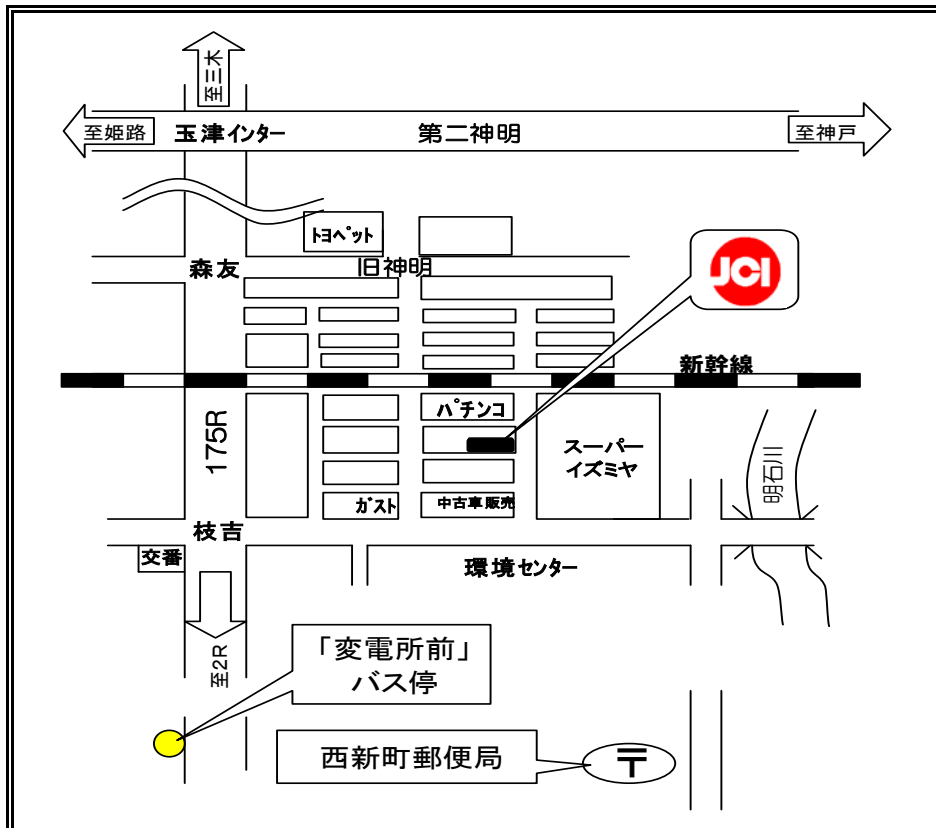 至三木
至姫路
玉津インター
第二神明
至神戸
トヨペット
森友
旧神明
JCI
新幹線
175R
パチンコ
スーパー
イズミヤ
明石川
ガスト
中古車販売
枝吉
交番
環境センター
至2R
「変電所前」
バス停
西新町郵便局
〒